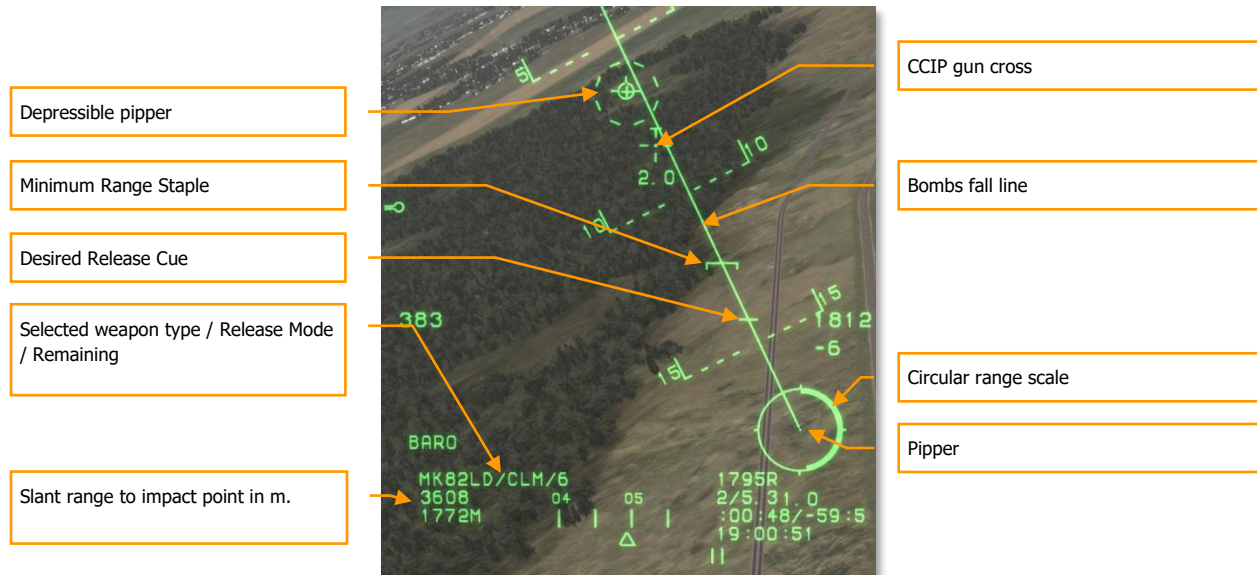 Depressible pipper
Minimum Range Staple
Desired Release Cue
Selected weapon type / Release Mode
/ Remaining
Slant range to impact point in m.
5
10
2.0
10
15
383
1812
-6
15
BARO
MK82LD/CLM/6
3608
1772M
04 05
1795R
2/5.31.0
:00:48/-59:5
19:00:51
CCIP gun cross
Bombs fall line
Circular range scale
Pipper